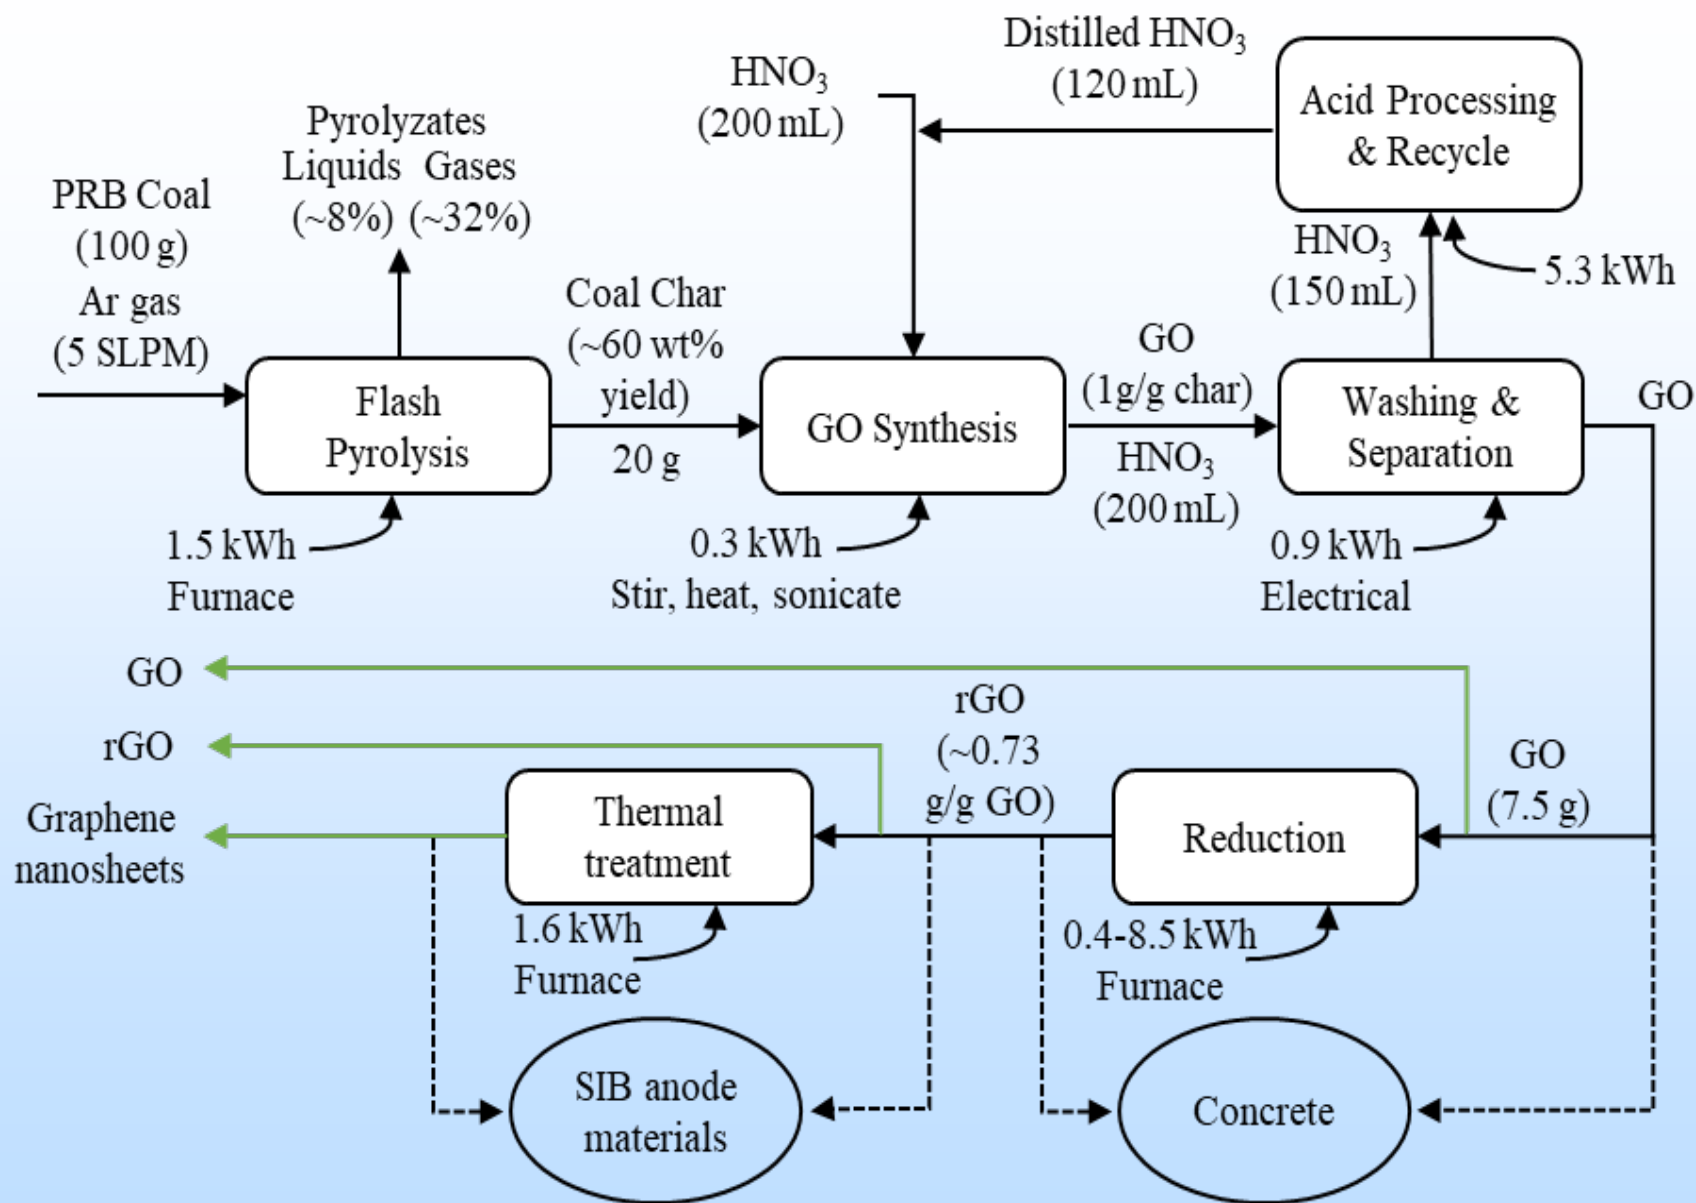 PRB Coal
(100 g)
Ar gas
(5 SLPM)
Pyrolyzates
Liquids Gases
(~8%) (~32%)
Flash
Pyrolysis
1.5 kWh
Furnace
Coal Char
(~60 wt%
yield)
20 g
HNO₃
(200 mL)
Distilled HNO₃
(120 mL)
Acid Processing
& Recycle
HNO₃
(150 mL)
5.3 kWh
GO Synthesis
0.3 kWh
Stir, heat, sonicate
GO
(1g/g char)
HNO₃
(200 mL)
Washing &
Separation
0.9 kWh
Electrical
GO
GO
rGO
Graphene
nanosheets
Thermal
treatment
1.6 kWh
Furnace
rGO
(~0.73
g/g GO)
Reduction
0.4-8.5 kWh
Furnace
GO
(7.5 g)
SIB anode
materials
Concrete